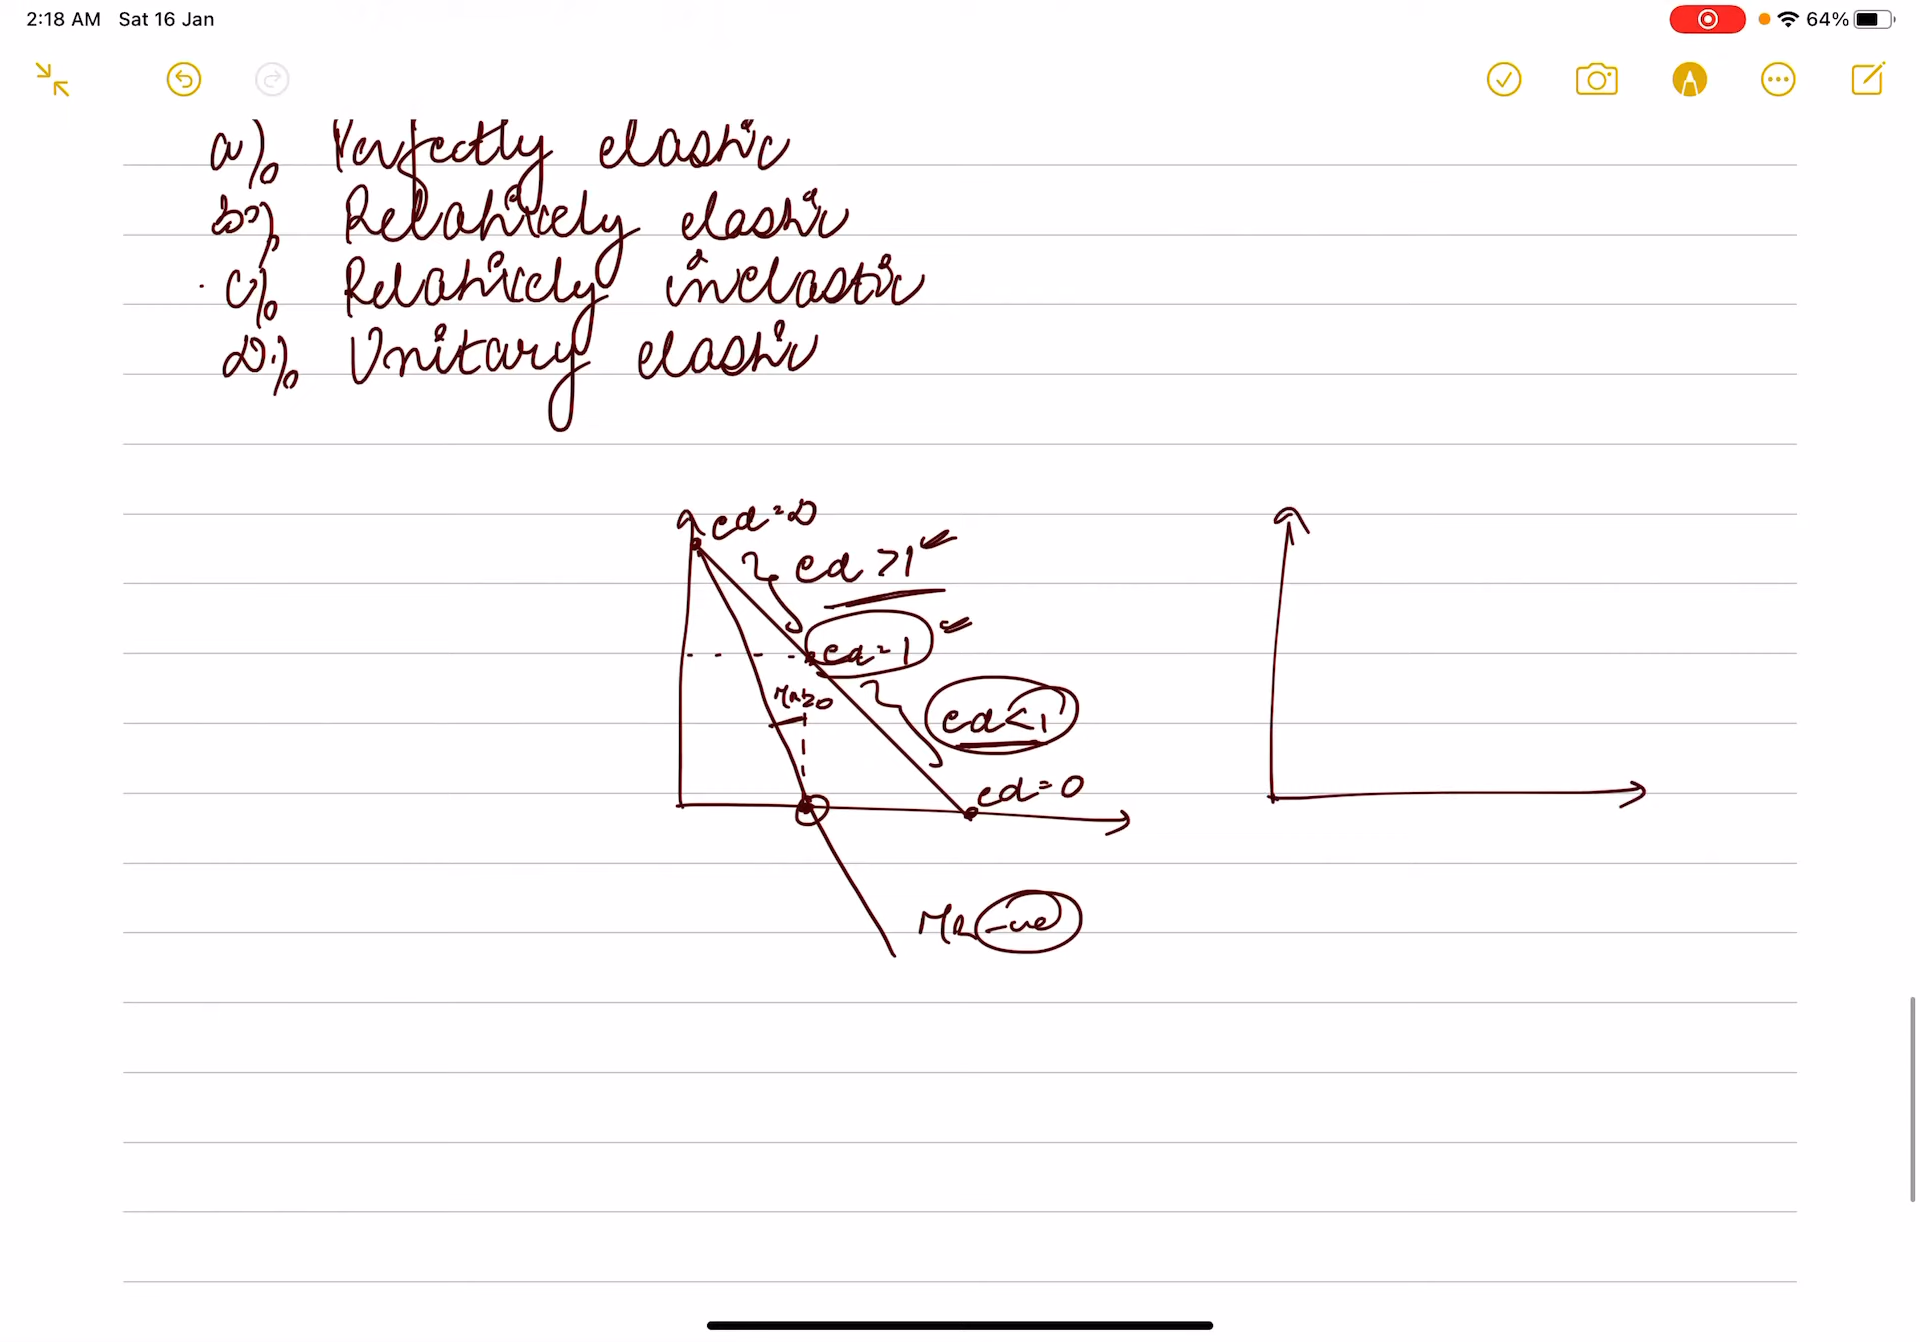 2:18 AM Sat 16 Jan
64%
a) Perfectly elastic
b) Relatively elastic
c) Relatively inelastic
D) Unitary elastic
ed=∞
ed >1
ed=1
MR=0
ed<1
ed=0
MR -ve